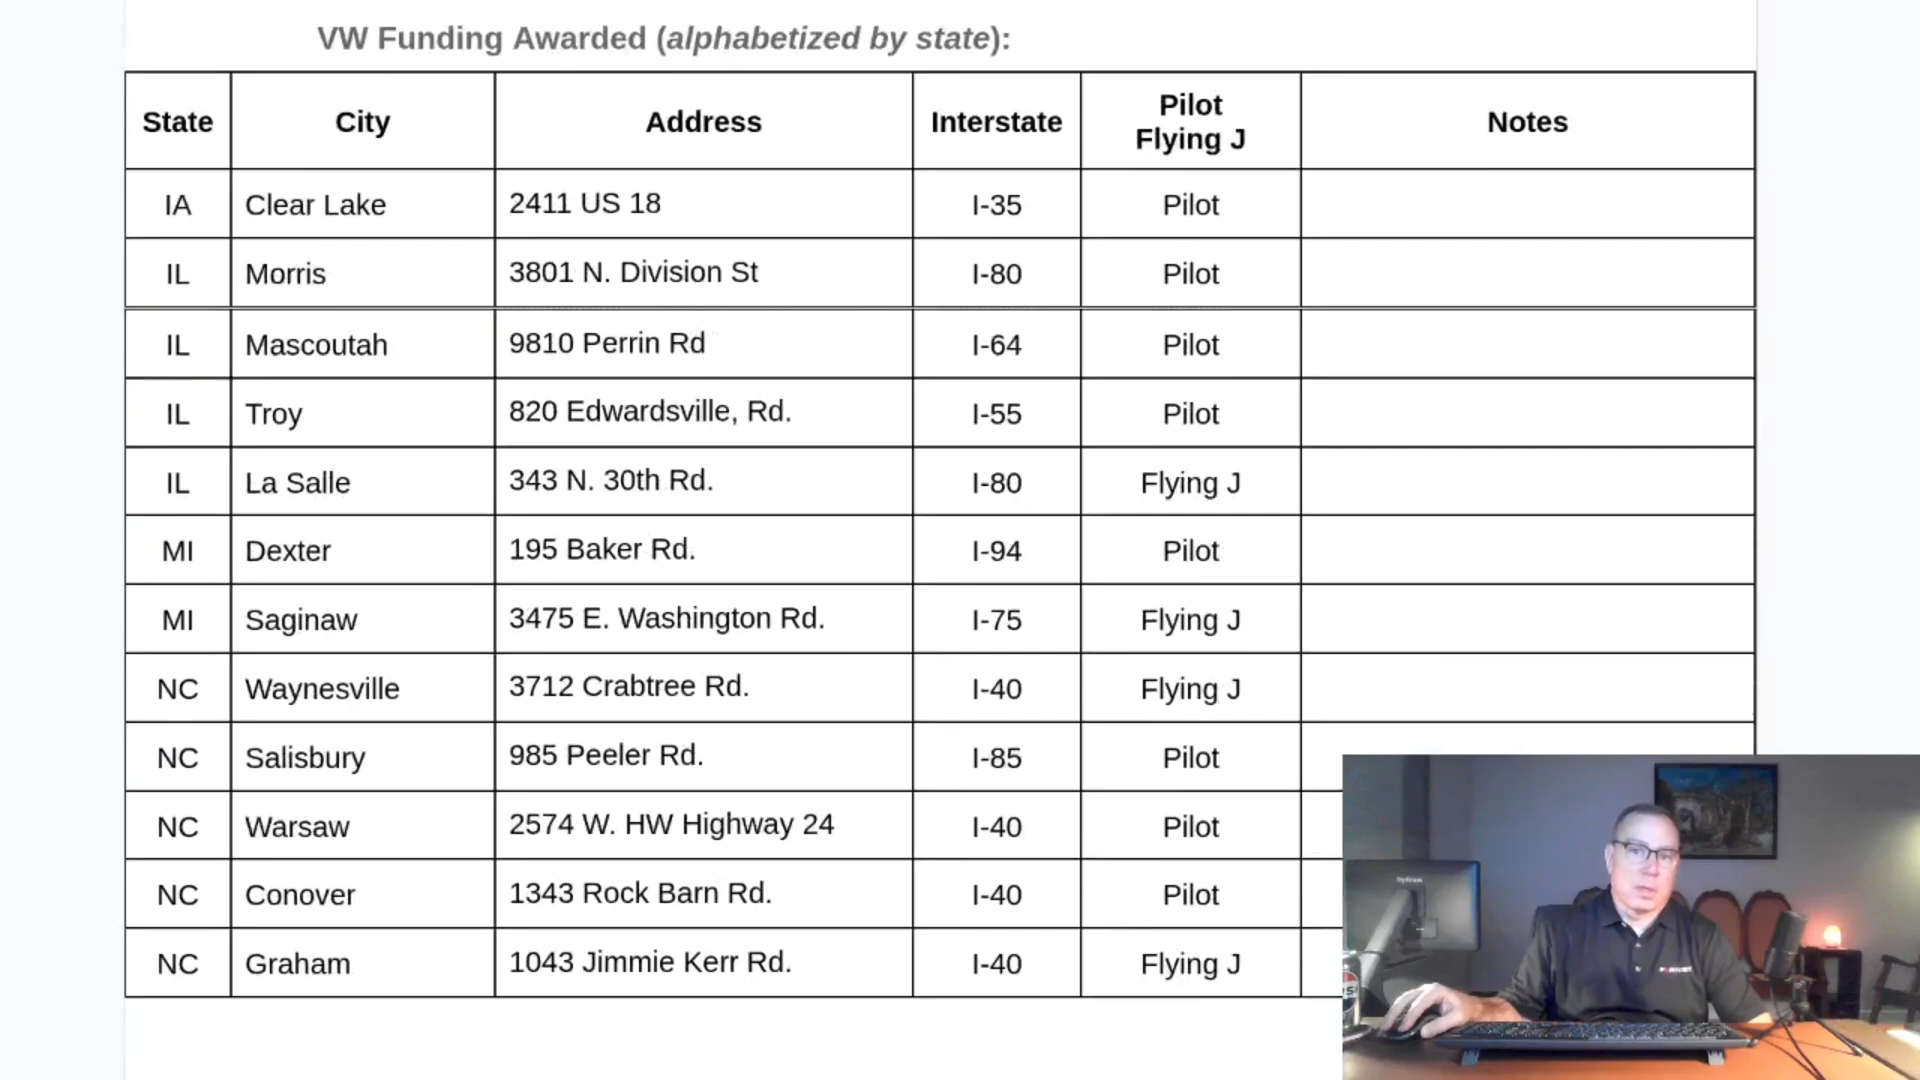 VW Funding Awarded (alphabetized by state):
State City Address Interstate Pilot Flying J Notes
IA Clear Lake 2411 US 18 I-35 Pilot
IL Morris 3801 N. Division St I-80 Pilot
IL Mascoutah 9810 Perrin Rd I-64 Pilot
IL Troy 820 Edwardsville, Rd. I-55 Pilot
IL La Salle 343 N. 30th Rd. I-80 Flying J
MI Dexter 195 Baker Rd. I-94 Pilot
MI Saginaw 3475 E. Washington Rd. I-75 Flying J
NC Waynesville 3712 Crabtree Rd. I-40 Flying J
NC Salisbury 985 Peeler Rd. I-85 Pilot
NC Warsaw 2574 W. HW Highway 24 I-40 Pilot
NC Conover 1343 Rock Barn Rd. I-40 Pilot
NC Graham 1043 Jimmie Kerr Rd. I-40 Flying J